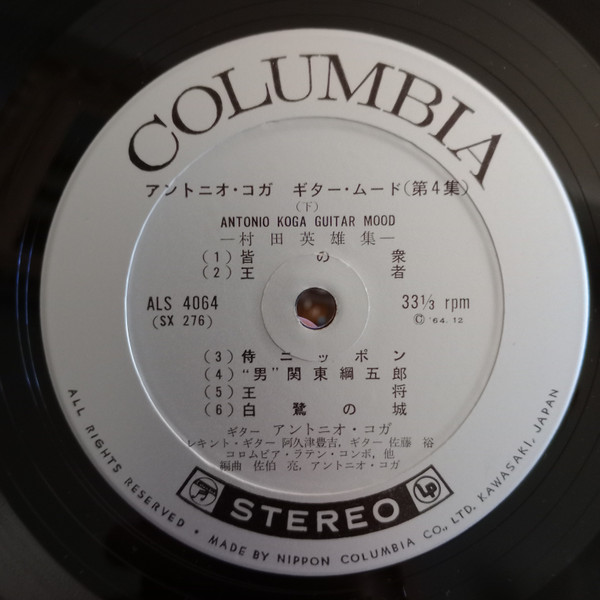 COLUMBIA
アントニオ・コガ ギター・ムード(第4集)
(下)
ANTONIO KOGA GUITAR MOOD
—村田英雄集—
(1) 皆の衆
(2) 王者
ALS 4064
(SX 276)
33⅓ rpm
© '64. 12
(3) 侍ニッポン
(4) “男”関東綱五郎
(5) 王将
(6) 白鷺の城
ギター アントニオ・コガ
レキント・ギター 阿久津豊吉, ギター 佐藤 裕
コロムビア・ラテン・コンボ, 他
編曲 佐伯 亮, アントニオ・コガ
LP
STEREO
ALL RIGHTS RESERVED • MADE BY NIPPON COLUMBIA CO., LTD. KAWASAKI, JAPAN